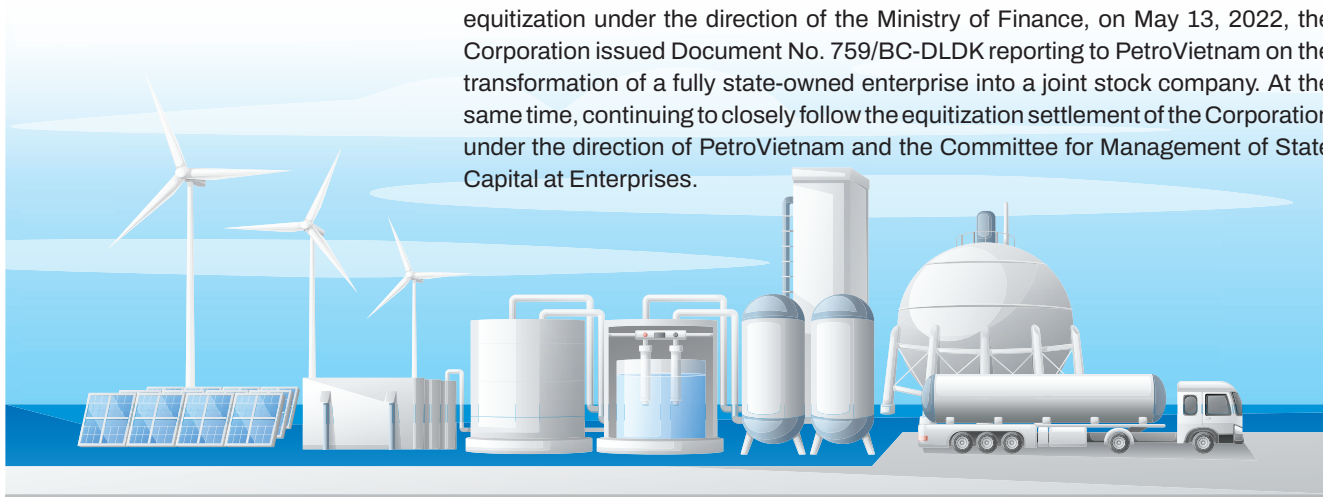 equitization under the direction of the Ministry of Finance, on May 13, 2022, the
Corporation issued Document No. 759/BC-DLDK reporting to PetroVietnam on the
transformation of a fully state-owned enterprise into a joint stock company. At the
same time, continuing to closely follow the equitization settlement of the Corporation
under the direction of PetroVietnam and the Committee for Management of State
Capital at Enterprises.